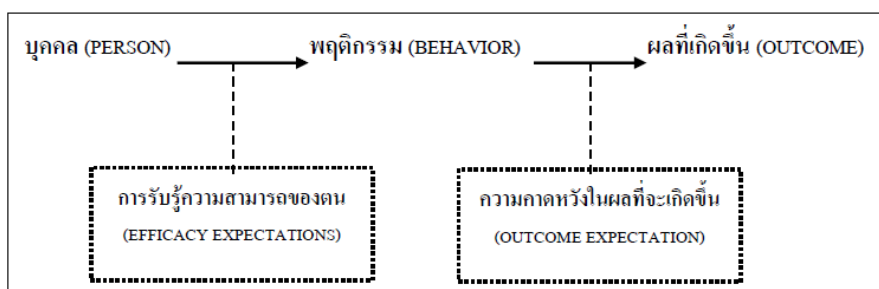 บุคคล (PERSON) พฤติกรรม (BEHAVIOR) ผลที่เกิดขึ้น (OUTCOME)
การรับรู้ความสามารถของตน
(EFFICACY EXPECTATIONS)
ความคาดหวังในผลที่จะเกิดขึ้น
(OUTCOME EXPECTATION)